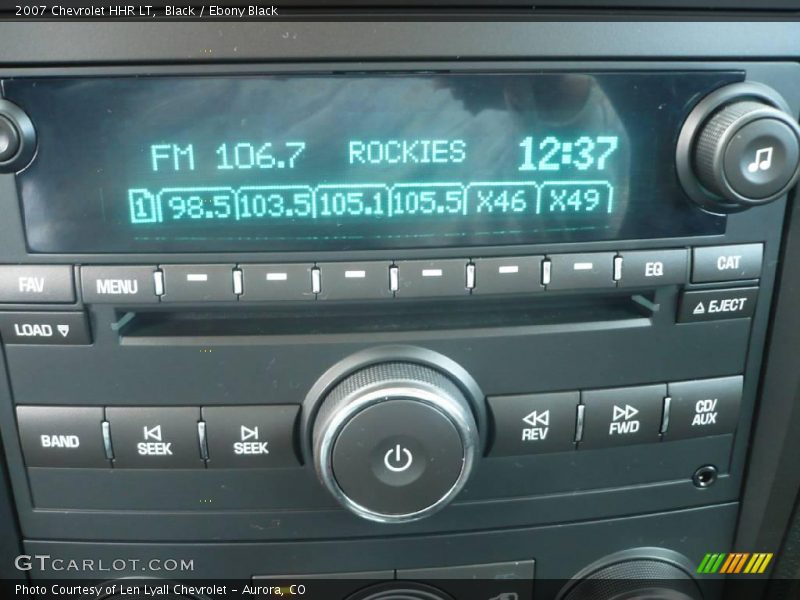 2007 Chevrolet HHR LT,  Black / Ebony Black
FM 106.7 ROCKIES 12:37
1 98.5 103.5 105.1 105.5 X46 X49
FAV MENU EQ CAT
LOAD EJECT
BAND SEEK SEEK REV FWD CD/AUX
GTCARLOT.COM
Photo Courtesy of Len Lyall Chevrolet - Aurora, CO